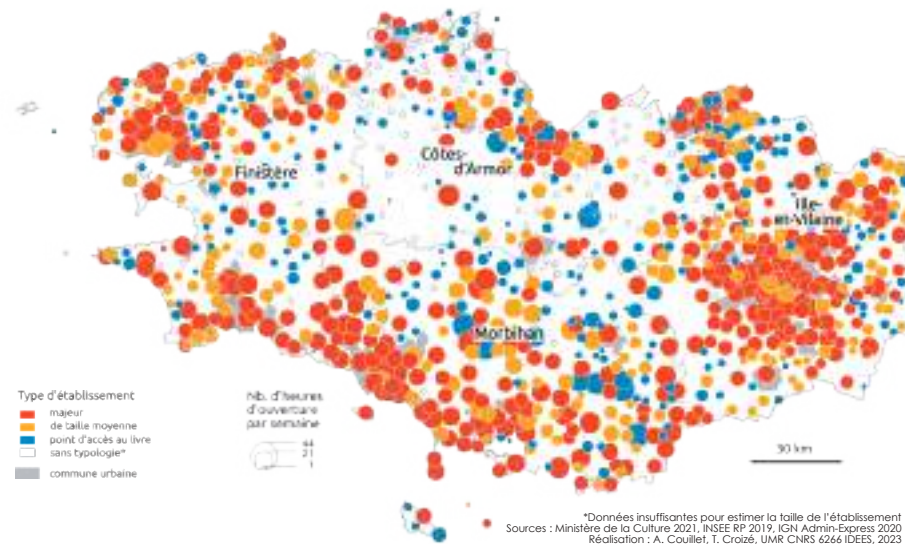 Côtes-
d'Armor
Finistère
Ille-
et-Vilaine
Morbihan
Type d'établissement
majeur
de taille moyenne
point d'accès au livre
sans typologie*
commune urbaine
Nb. d'heures
d'ouverture
par semaine
44
21
1
30 km
*Données insuffisantes pour estimer la taille de l'établissement
Sources : Ministère de la Culture 2021, INSEE RP 2019, IGN Admin-Express 2020
Réalisation : A. Couillet, T. Croizé, UMR CNRS 6266 IDEES, 2023